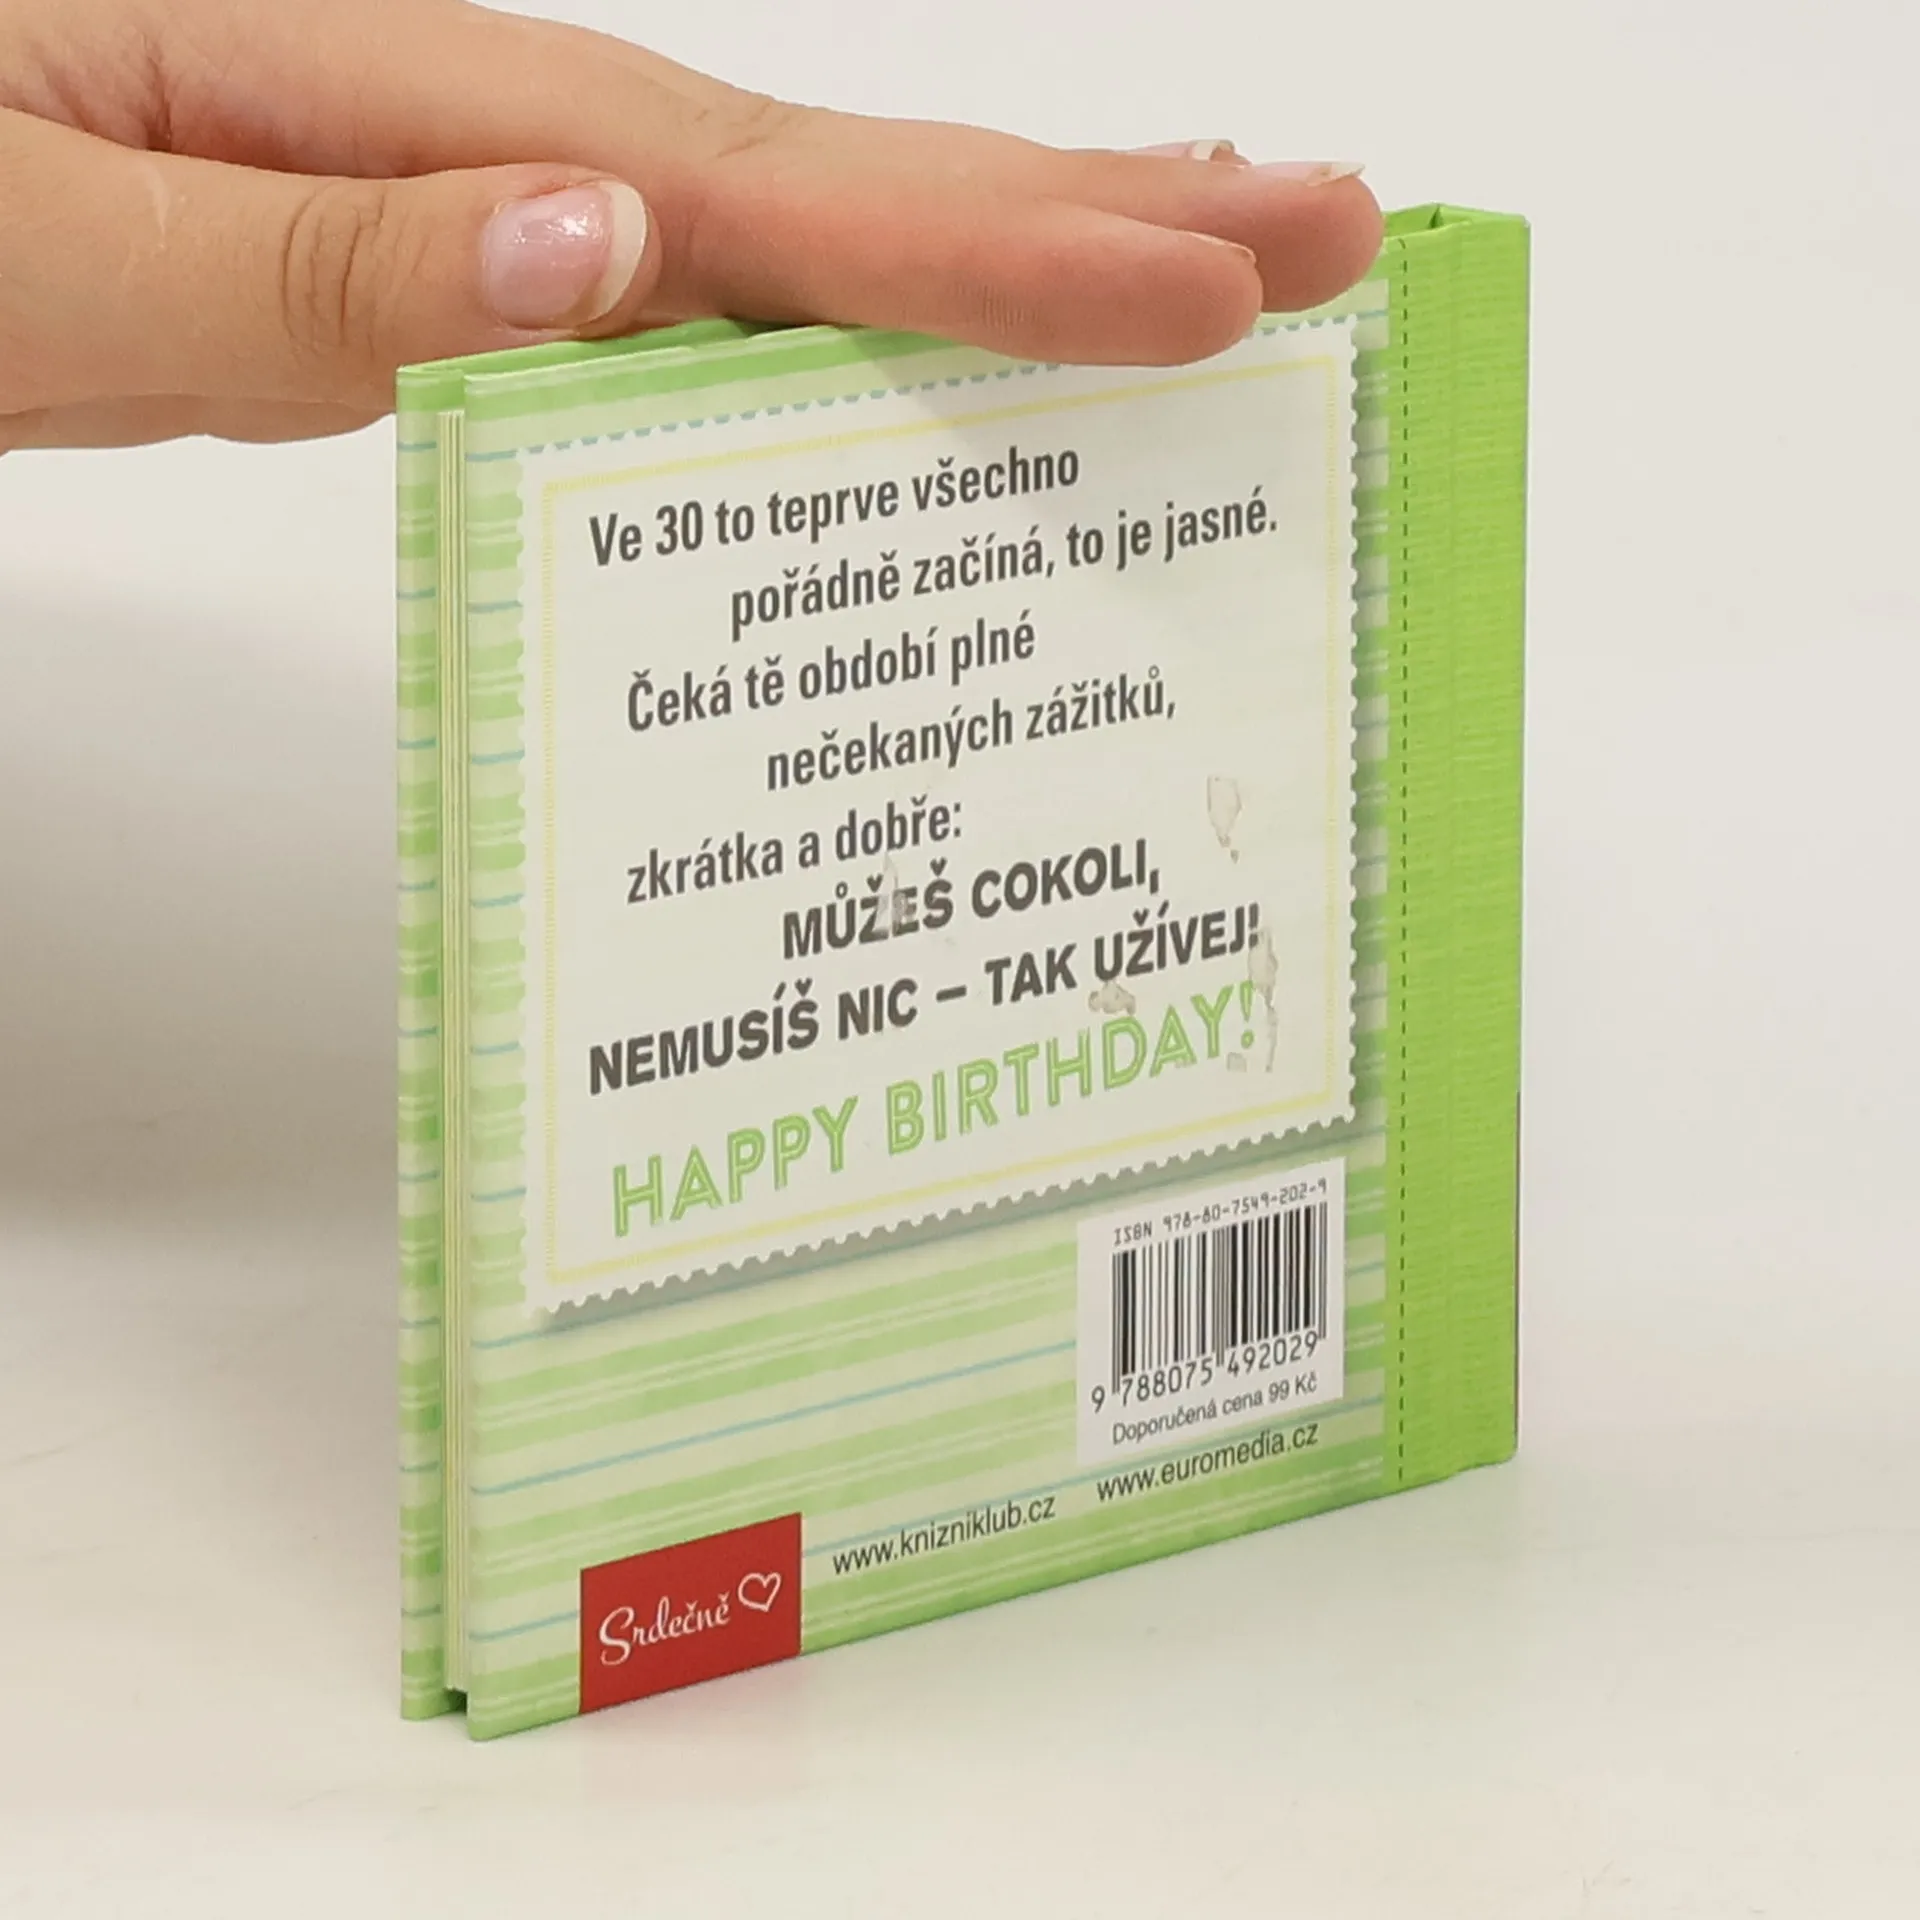 Ve 30 to teprve všechno
pořádně začíná, to je jasné.
Čeká tě období plné
nečekaných zážitků,
zkrátka a dobře:
MŮŽEŠ COKOLI,
NEMUSÍŠ NIC – TAK UŽÍVEJ!
HAPPY BIRTHDAY!
ISBN 978-80-7549-202-9
9 788075 492029
Doporučená cena 99 Kč
www.knizniklub.cz www.euromedia.cz
Srdečně